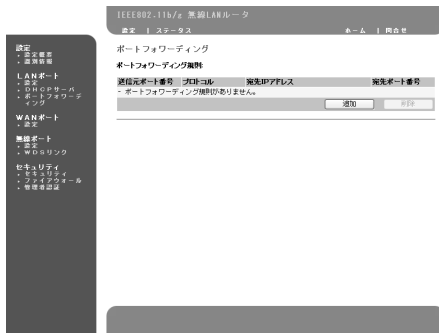 IEEE802.11b/g 無線LANルータ
設定 | ステータス
ホーム | 問合せ
設定
・設定概要
・識別情報
LANポート
・設定
・DHCPサーバ
・ポートフォワーデ
ィング
WANポート
・設定
無線ポート
・設定
・WDSリンク
セキュリティ
・セキュリティ
・ファイアウォール
・管理者認証
ポートフォワーディング
ポートフォワーディング規則:
送信元ポート番号 プロトコル 宛先IPアドレス 宛先ポート番号
- ポートフォワーディング規則がありません。
追加 削除